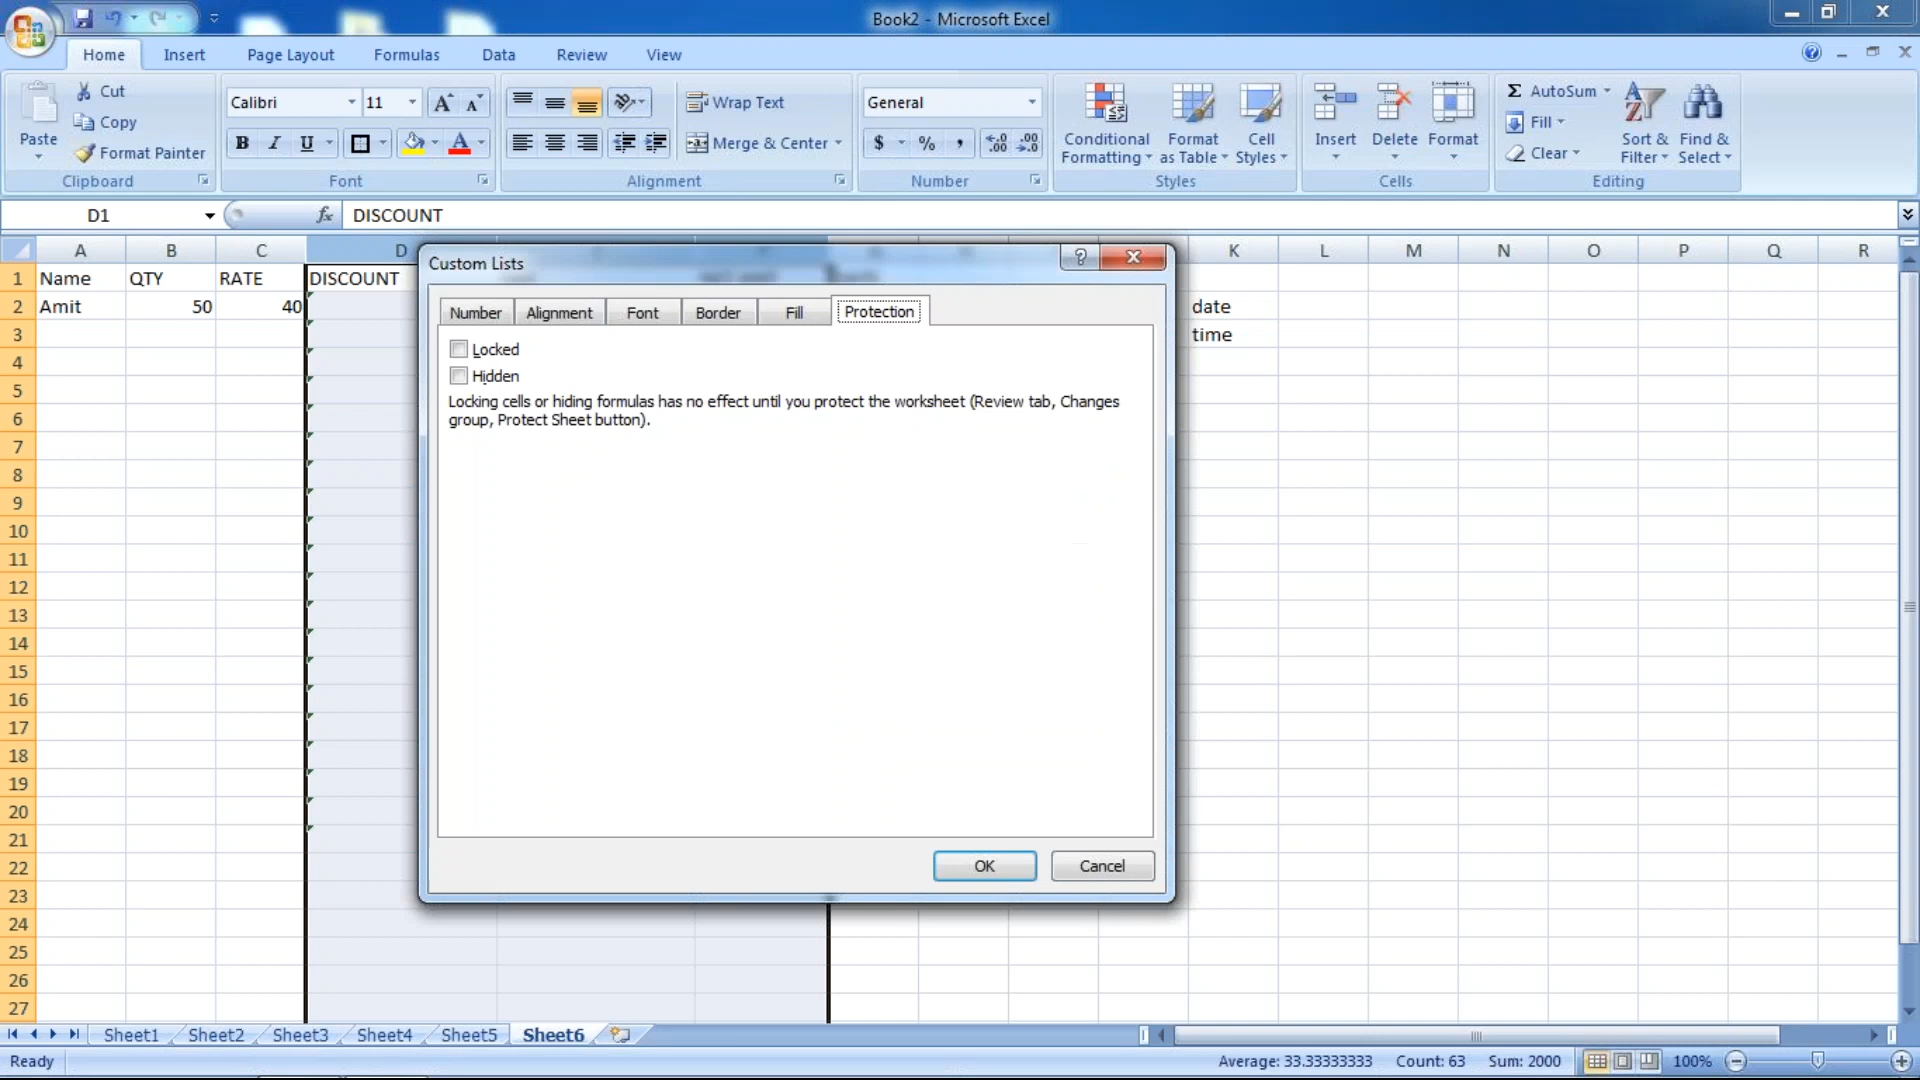 Book2 - Microsoft Excel
Home Insert Page Layout Formulas Data Review View
Paste
Cut
Copy
Format Painter
Clipboard
Calibri 11
B I U
Font
Wrap Text
Merge & Center
Alignment
General
$ % ,
Number
Conditional Formatting
Format as Table
Cell Styles
Styles
Insert Delete Format
Cells
Σ AutoSum
Fill
Clear
Sort & Filter
Find & Select
Editing
D1 fx DISCOUNT
A B C D K L M N O P Q R
1 Name QTY RATE DISCOUNT
2 Amit 50 40 date
3 time
4
5
6
7
8
9
10
11
12
13
14
15
16
17
18
19
20
21
22
23
24
25
26
27
Custom Lists
Number Alignment Font Border Fill Protection
Locked
Hidden
Locking cells or hiding formulas has no effect until you protect the worksheet (Review tab, Changes
group, Protect Sheet button).
OK Cancel
Sheet1 Sheet2 Sheet3 Sheet4 Sheet5 Sheet6
Ready Average: 33.33333333 Count: 63 Sum: 2000 100%